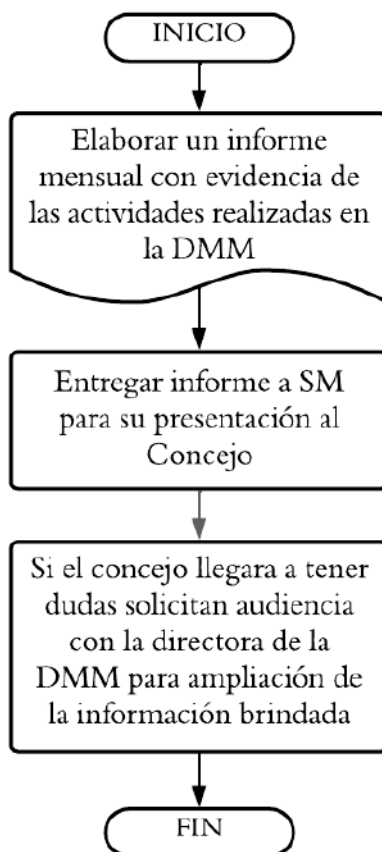 INICIO
Elaborar un informe
mensual con evidencia de
las actividades realizadas en
la DMM
Entregar informe a SM
para su presentación al
Concejo
Si el concejo llegara a tener
dudas solicitan audiencia
con la directora de la
DMM para ampliación de
la información brindada
FIN